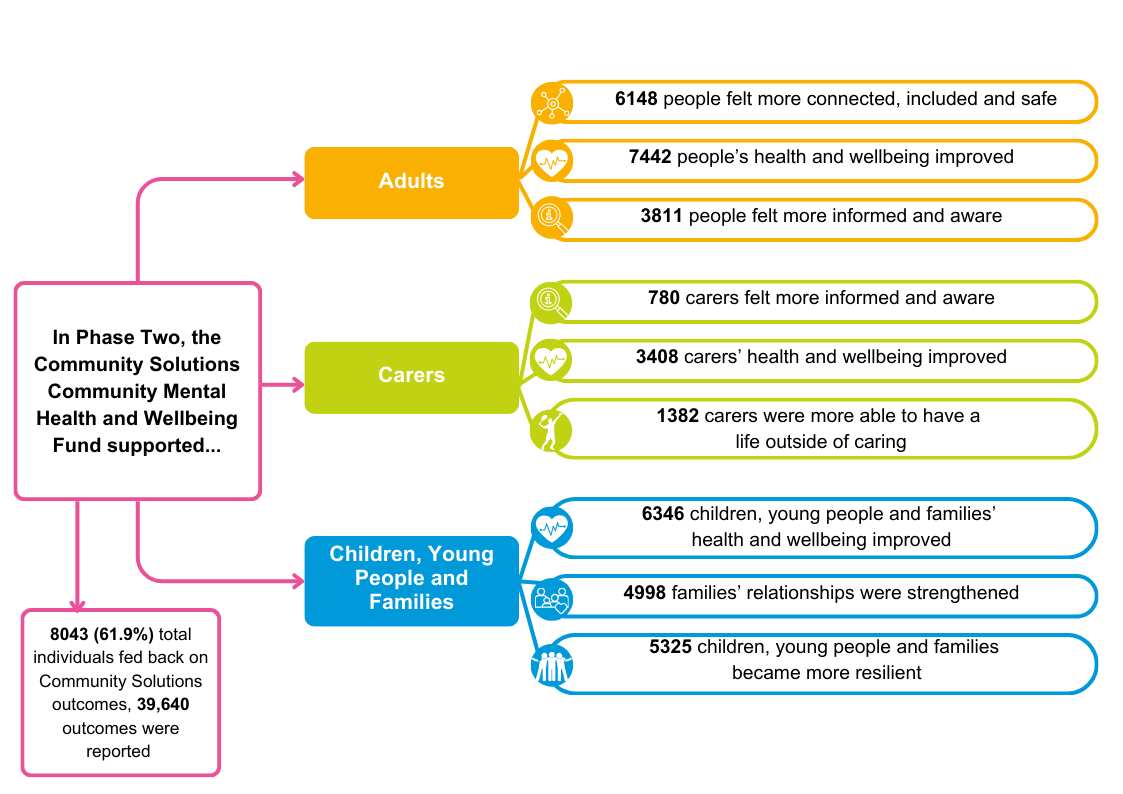 In Phase Two, the
Community Solutions
Community Mental
Health and Wellbeing
Fund supported...
8043 (61.9%) total
individuals fed back on
Community Solutions
outcomes, 39,640
outcomes were
reported
Adults
6148 people felt more connected, included and safe
7442 people’s health and wellbeing improved
3811 people felt more informed and aware
Carers
780 carers felt more informed and aware
3408 carers’ health and wellbeing improved
1382 carers were more able to have a
life outside of caring
Children, Young
People and
Families
6346 children, young people and families’
health and wellbeing improved
4998 families’ relationships were strengthened
5325 children, young people and families
became more resilient